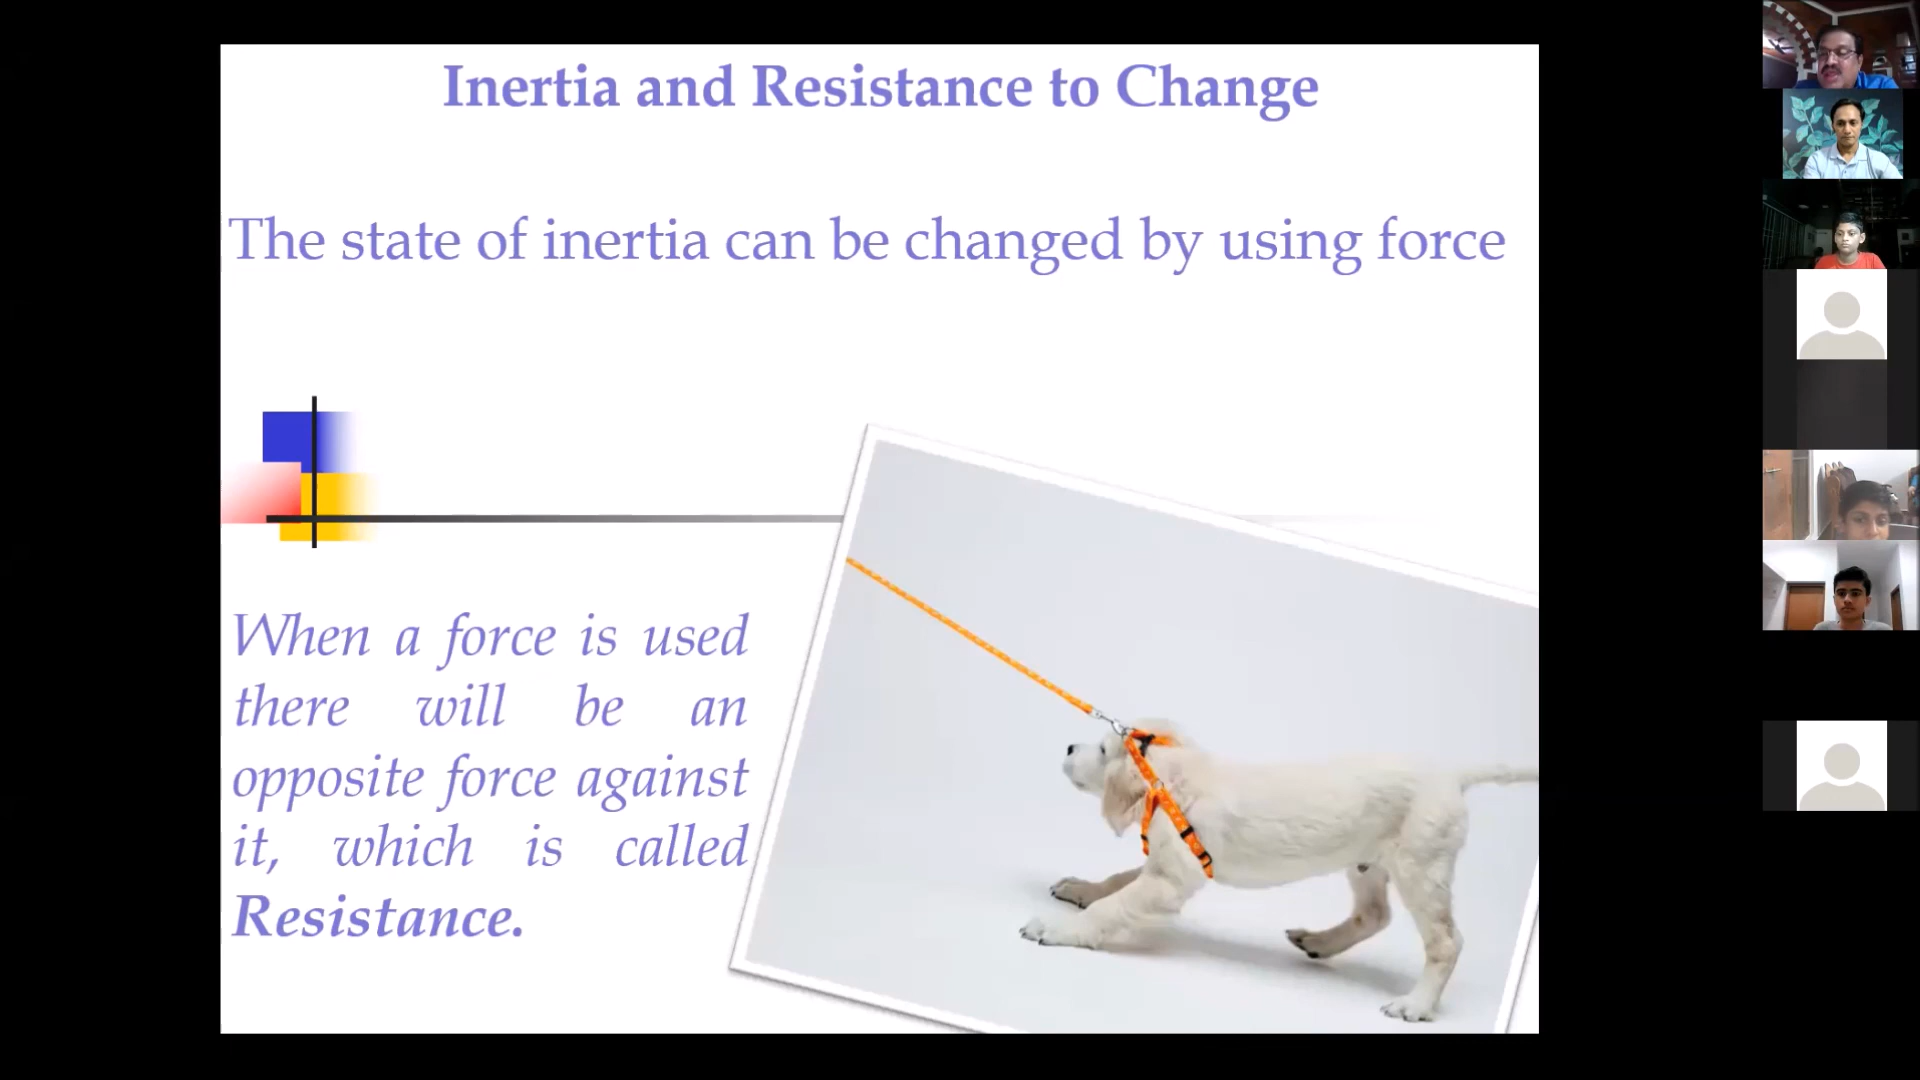 Inertia and Resistance to Change
The state of inertia can be changed by using force
When a force is used
there will be an
opposite force against
it, which is called
Resistance.